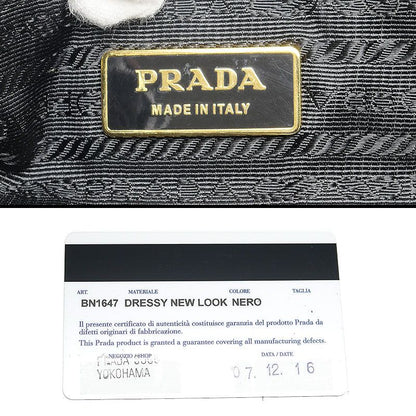 PRADA
MADE IN ITALY
ART. MATERIALE COLORE TAGLIA
BN1647 DRESSY NEW LOOK NERO
Il presente certificato di autenticità costituisce garanzia del prodotto Prada da
difetti originari di fabbricazione.
This Prada product is granted a guarantee covering all manufacturing defects.
NEGOZIO / SHOP DATA / DATE
PRADA
YOKOHAMA 07. 12. 16